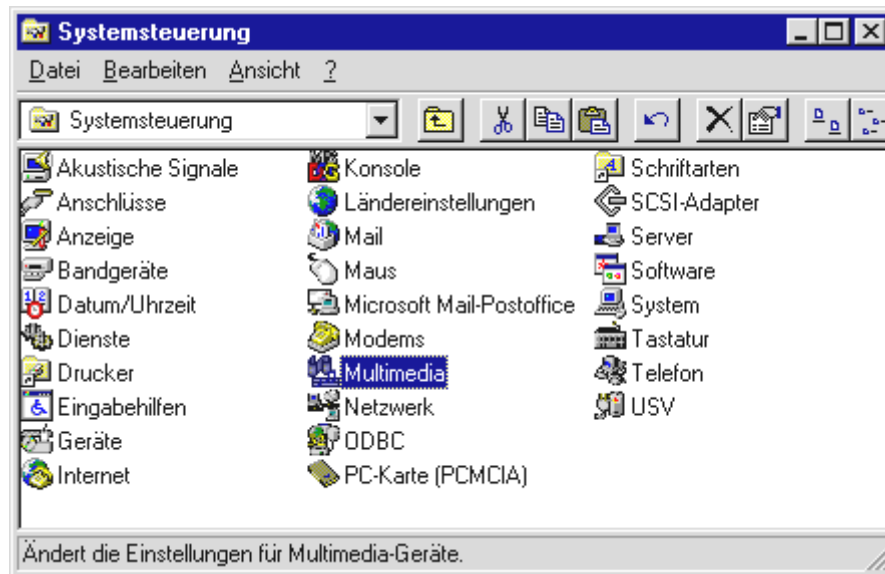 Systemsteuerung
Datei Bearbeiten Ansicht ?
Systemsteuerung
Akustische Signale
Anschlüsse
Anzeige
Bandgeräte
Datum/Uhrzeit
Dienste
Drucker
Eingabehilfen
Geräte
Internet
Konsole
Ländereinstellungen
Mail
Maus
Microsoft Mail-Postoffice
Modems
Multimedia
Netzwerk
ODBC
PC-Karte (PCMCIA)
Schriftarten
SCSI-Adapter
Server
Software
System
Tastatur
Telefon
USV
Ändert die Einstellungen für Multimedia-Geräte.